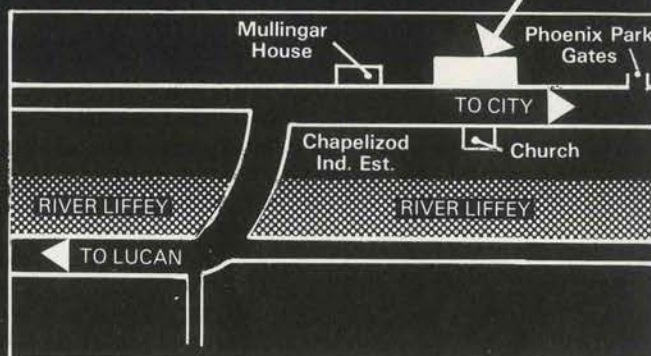 Mullingar
House
Phoenix Park
Gates
TO CITY
Chapelizod
Ind. Est.
Church
RIVER LIFFEY
RIVER LIFFEY
TO LUCAN